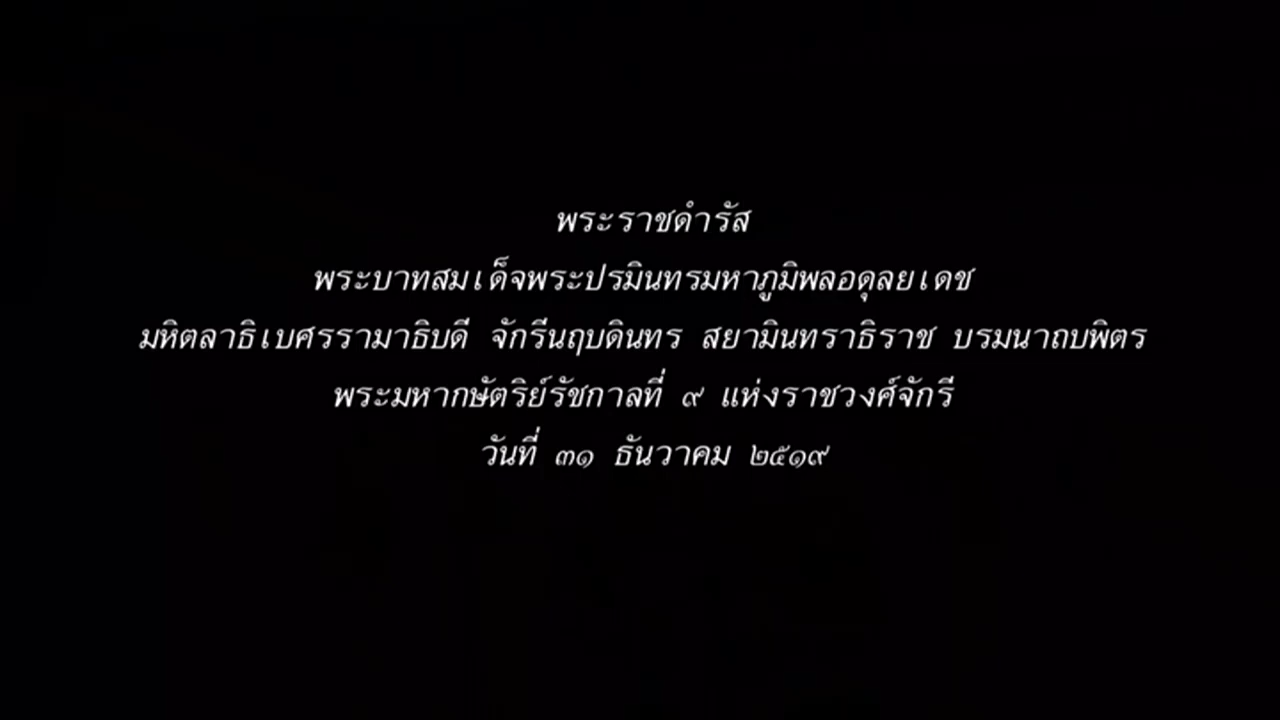 พระราชดำรัส
พระบาทสมเด็จพระปรมินทรมหาภูมิพลอดุลยเดช
มหิตลาธิเบศรรามาธิบดี จักรีนฤบดินทร สยามินทราธิราช บรมนาถบพิตร
พระมหากษัตริย์รัชกาลที่ ๙ แห่งราชวงศ์จักรี
วันที่ ๓๑ ธันวาคม ๒๕๑๙